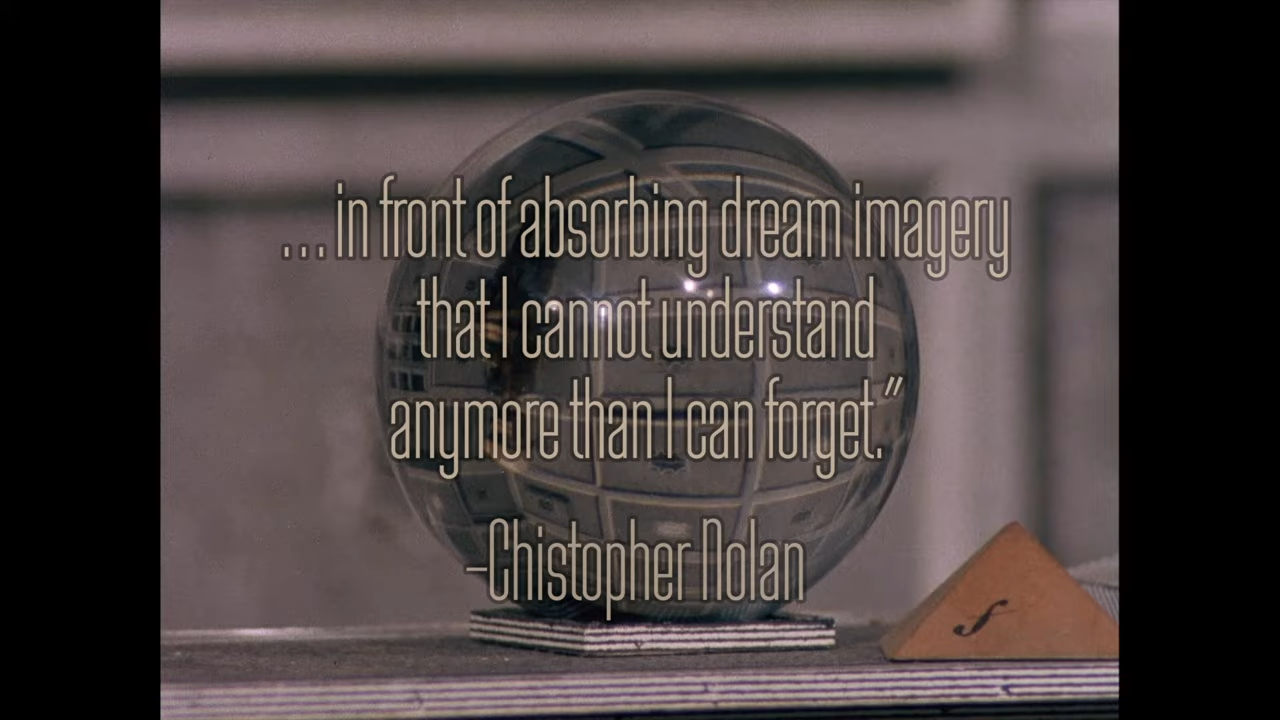 ...in front of absorbing dream imagery
that I cannot understand
anymore than I can forget.”
–Chistopher Nolan
f